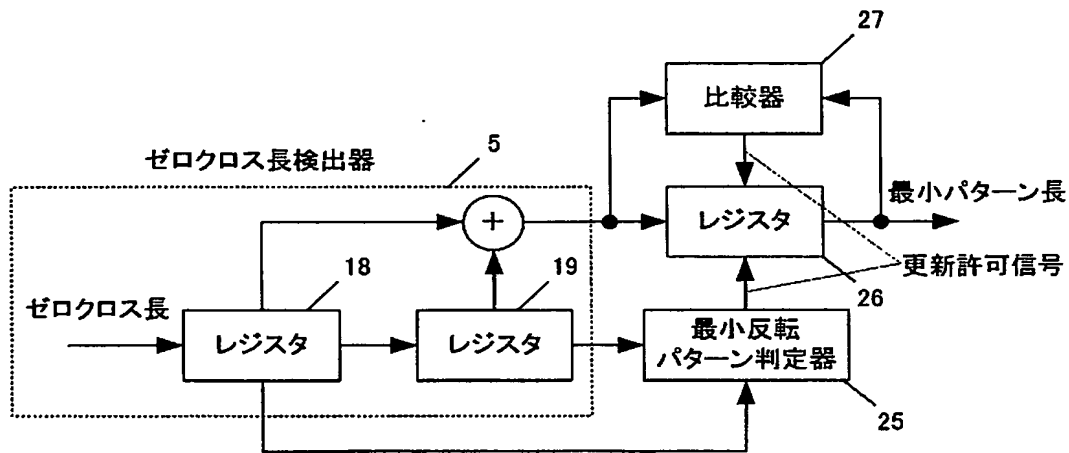 27
比較器
ゼロクロス長検出器
5
最小パターン長
+
レジスタ
更新許可信号
26
18
19
ゼロクロス長
レジスタ
レジスタ
最小反転
パターン判定器
25